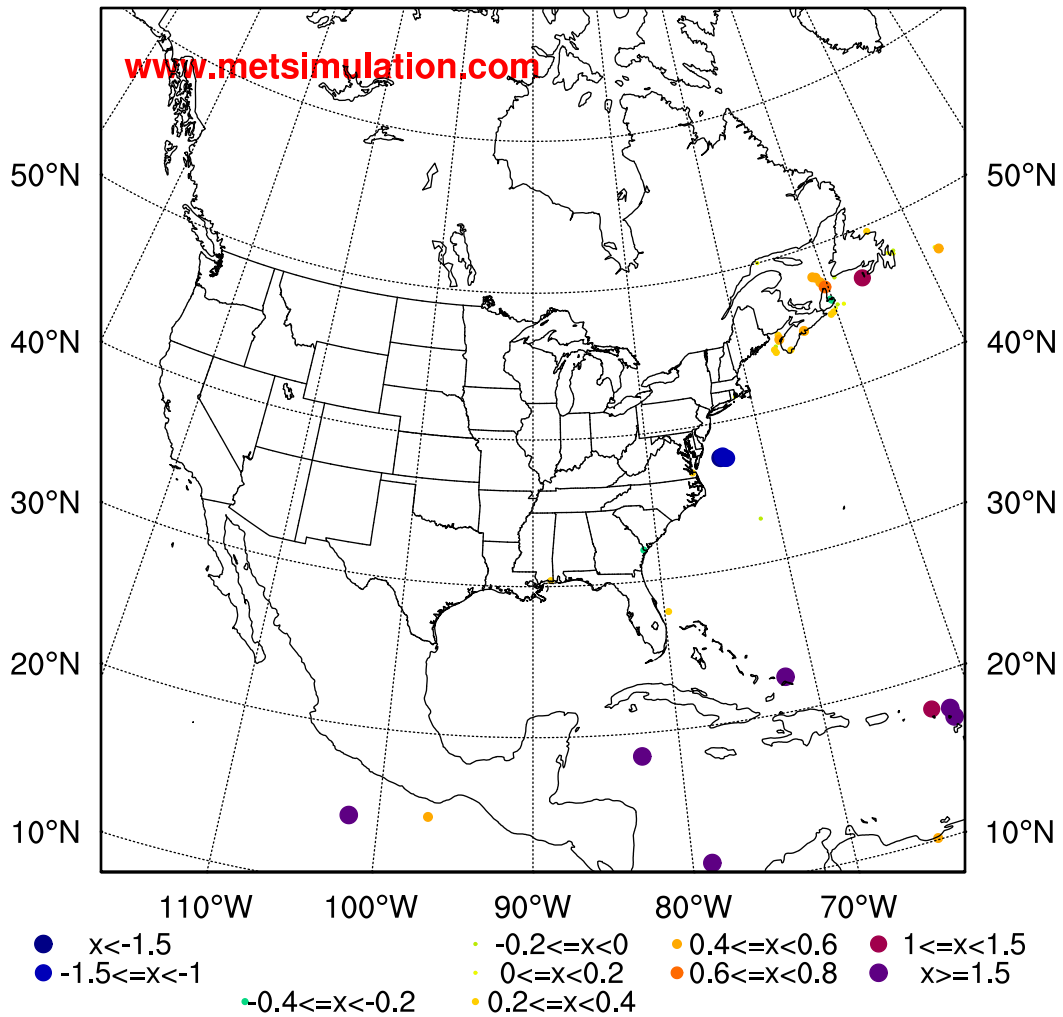 www.metsimulation.com
50°N 50°N
40°N 40°N
30°N 30°N
20°N 20°N
10°N 10°N
110°W 100°W 90°W 80°W 70°W
x<-1.5 -0.2<=x<0 0.4<=x<0.6 1<=x<1.5
-1.5<=x<-1 0<=x<0.2 0.6<=x<0.8 x>=1.5
-0.4<=x<-0.2 0.2<=x<0.4